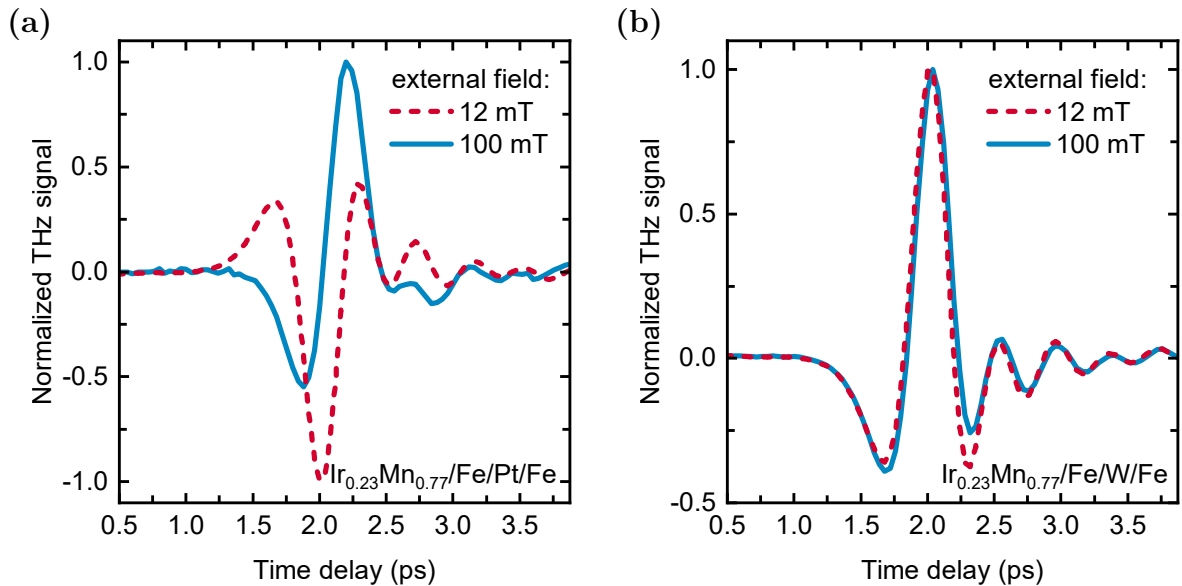 (a)
Normalized THz signal
1.0
0.5
0.0
-0.5
-1.0
external field:
12 mT
100 mT
Ir0.23Mn0.77/Fe/Pt/Fe
0.5 1.0 1.5 2.0 2.5 3.0 3.5
Time delay (ps)
(b)
Normalized THz signal
1.0
0.5
0.0
-0.5
external field:
12 mT
100 mT
Ir0.23Mn0.77/Fe/W/Fe
0.5 1.0 1.5 2.0 2.5 3.0 3.5
Time delay (ps)